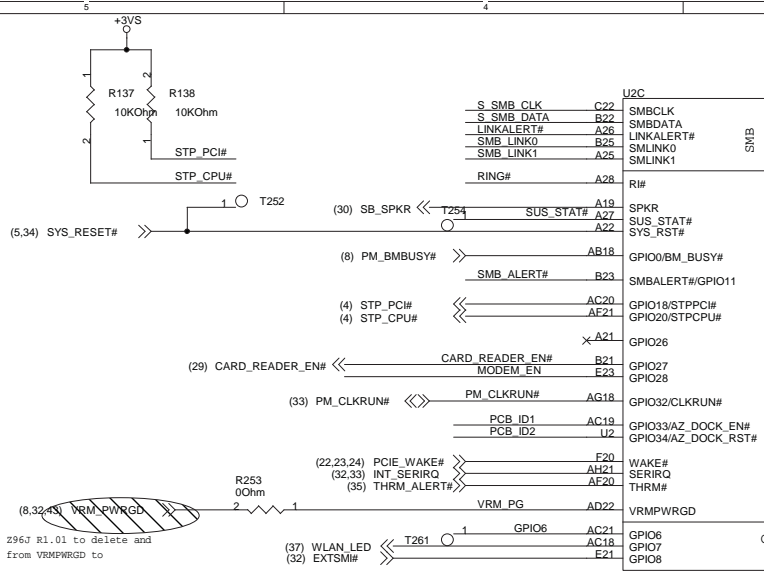 5 4
+3VS
1 2
R137 R138
10KOhm 10KOhm
2 1
STP_PCI#
STP_CPU#
1 T252
(5,34) SYS_RESET#
U2C
S_SMB_CLK C22 SMBCLK
S_SMB_DATA B22 SMBDATA
LINKALERT# A26 LINKALERT#
SMB_LINK0 B25 SMLINK0
SMB_LINK1 A25 SMLINK1
SMB
RING# A28 RI#
(30) SB_SPKR A19 SPKR
T254 1 SUS_STAT# A27 SUS_STAT#
A22 SYS_RST#
(8) PM_BMBUSY# AB18 GPIO0/BM_BUSY#
SMB_ALERT# B23 SMBALERT#/GPIO11
(4) STP_PCI# AC20 GPIO18/STPPCI#
(4) STP_CPU# AF21 GPIO20/STPCPU#
A21 GPIO26
(29) CARD_READER_EN# CARD_READER_EN# B21 GPIO27
MODEM_EN E23 GPIO28
(33) PM_CLKRUN# PM_CLKRUN# AG18 GPIO32/CLKRUN#
PCB_ID1 AC19 GPIO33/AZ_DOCK_EN#
PCB_ID2 U2 GPIO34/AZ_DOCK_RST#
(22,23,24) PCIE_WAKE# F20 WAKE#
(32,33) INT_SERIRQ AH21 SERIRQ
(35) THRM_ALERT# AF20 THRM#
R253
0Ohm
(8,32,43) VRM_PWRGD 2 1 VRM_PG AD22 VRMPWRGD
Z96J R1.01 to delete and
from VRMPWRGD to
T261 1 GPIO6 AC21 GPIO6
(37) WLAN_LED AC18 GPIO7
(32) EXTSMI# E21 GPIO8